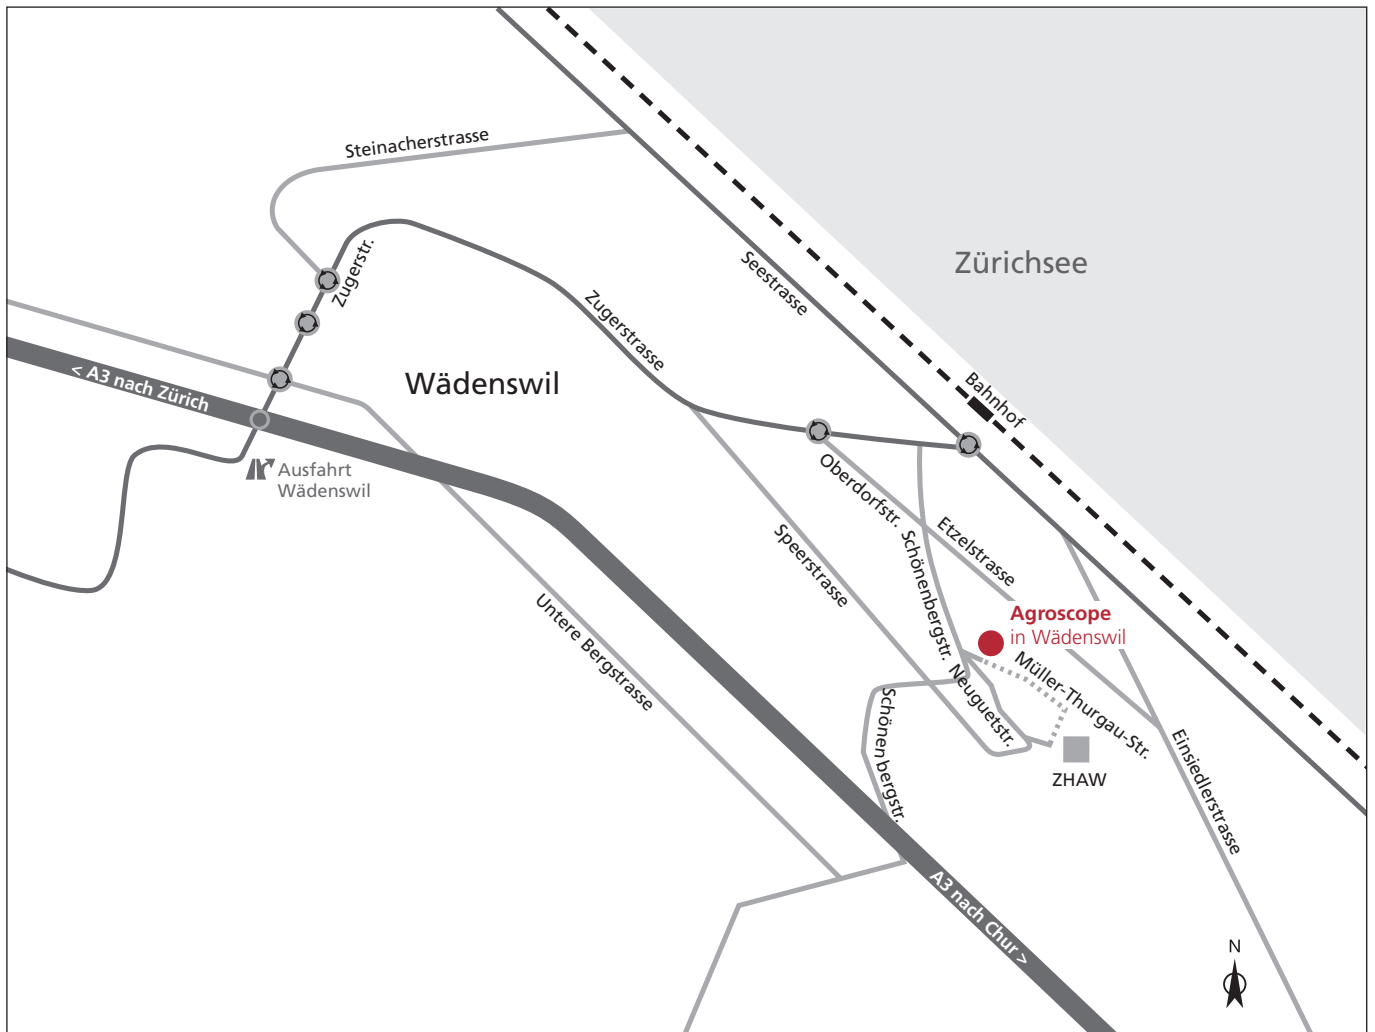 Steinacherstrasse
Zugerstr.
Seestrasse
Zürichsee
Zugerstrasse
< A3 nach Zürich
Wädenswil
Bahnhof
Ausfahrt
Wädenswil
Oberdorfstr.
Etzelstrasse
Speerstrasse
Schönenbergstr.
Untere Bergstrasse
Agroscope
in Wädenswil
Müller-Thurgau-Str.
Neuguetstr.
Schönenbergstr.
ZHAW
Einsiedlerstrasse
A3 nach Chur >
N